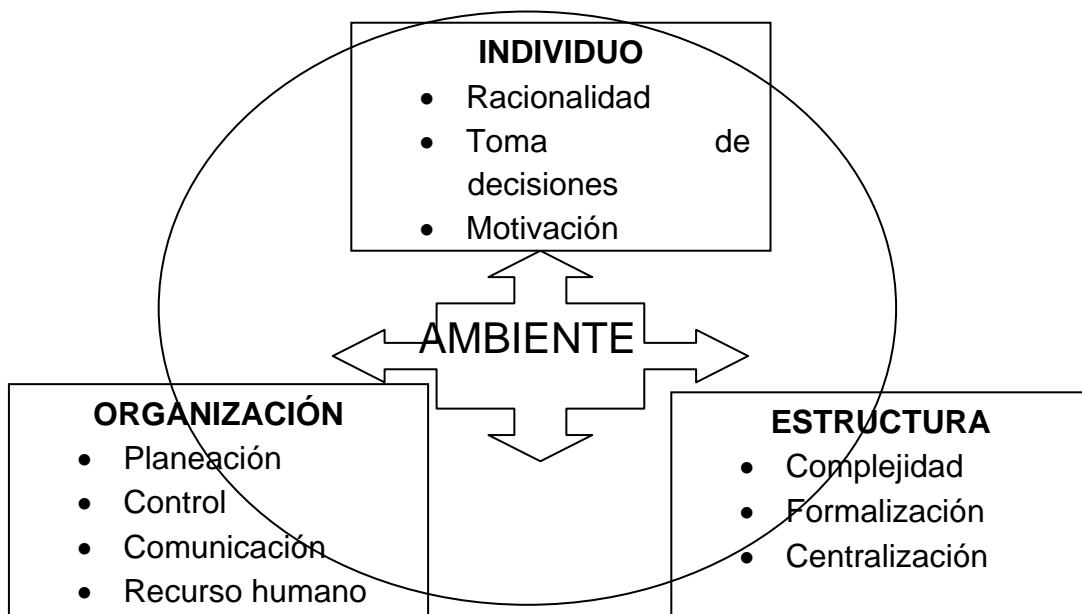 INDIVIDUO
• Racionalidad
• Toma de
decisiones
• Motivación
AMBIENTE
ORGANIZACIÓN
• Planeación
• Control
• Comunicación
• Recurso humano
ESTRUCTURA
• Complejidad
• Formalización
• Centralización